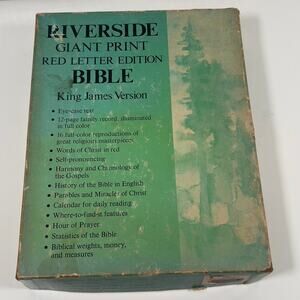 RIVERSIDE
GIANT PRINT
RED LETTER EDITION
BIBLE
King James Version
• Eye-ease text
• 12-page family record, illuminated
in full color
• 16 full-color reproductions of
great religious masterpieces
• Words of Christ in red
• Self-pronouncing
• Harmony and Chronology of
the Gospels
• History of the Bible in English
• Parables and Miracles of Christ
• Calendar for daily reading
• Where-to-find-it features
• Hour of Prayer
• Statistics of the Bible
• Biblical weights, money,
and measures